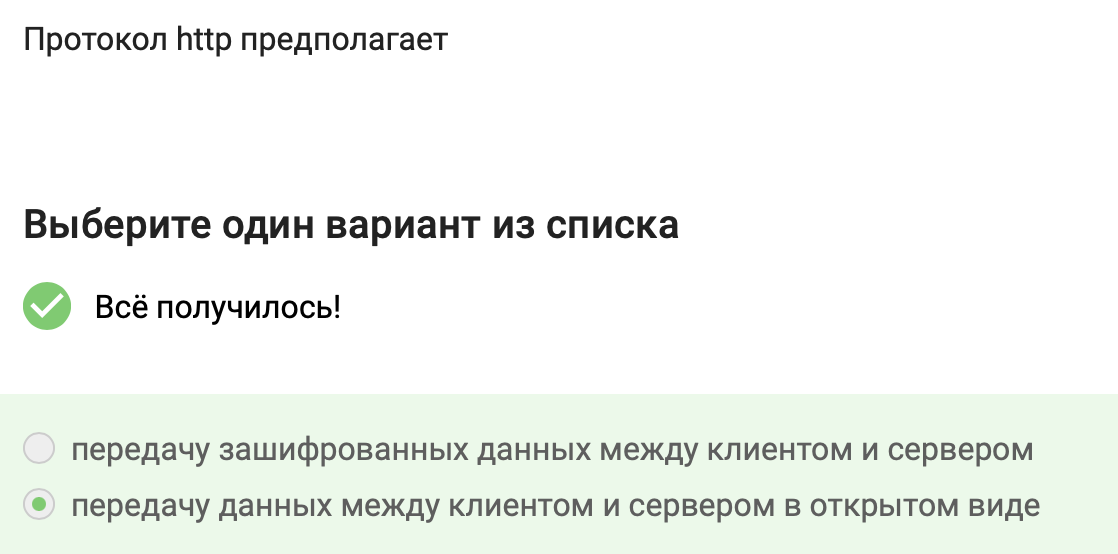 Протокол http предполагает
Выберите один вариант из списка
Всё получилось!
передачу зашифрованных данных между клиентом и сервером
передачу данных между клиентом и сервером в открытом виде